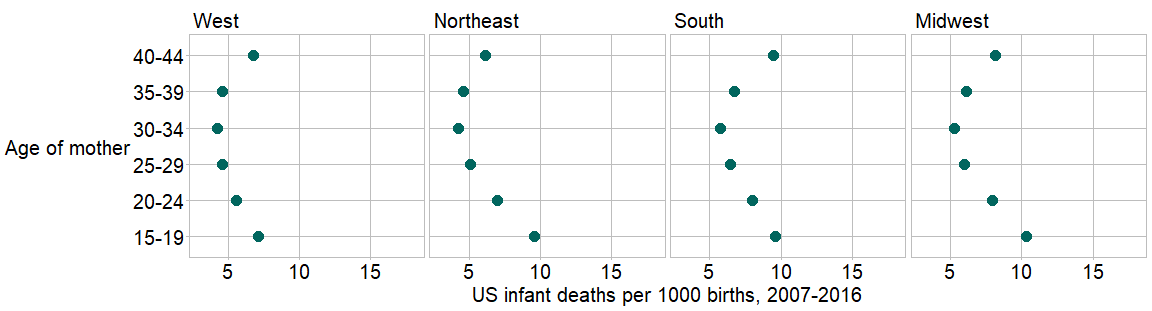 West Northeast South Midwest
40-44
35-39
30-34
Age of mother
25-29
20-24
15-19
5 10 15 5 10 15 5 10 15 5 10 15
US infant deaths per 1000 births, 2007-2016